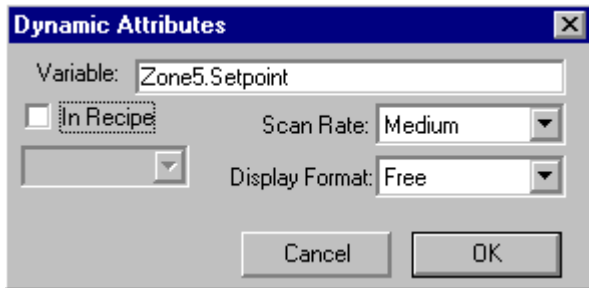 Dynamic Attributes
Variable: Zone5.Setpoint
In Recipe
Scan Rate: Medium
Display Format: Free
Cancel OK